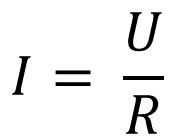 I = U/R